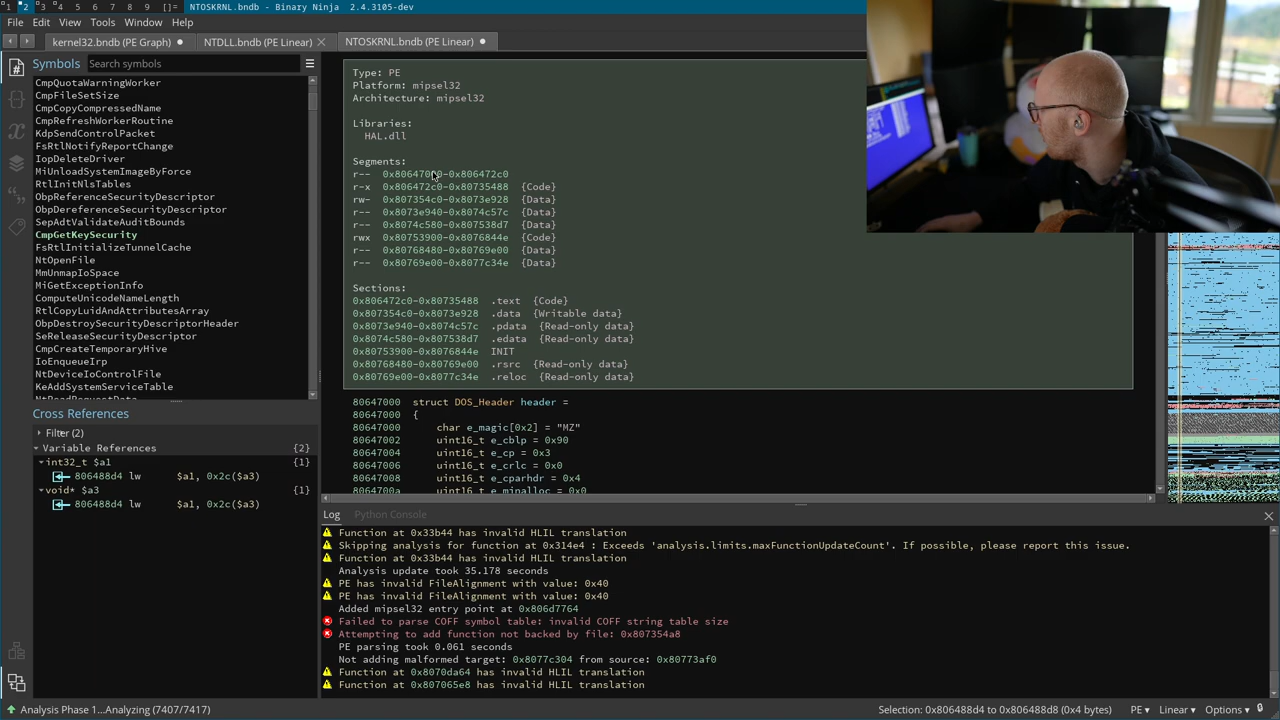 1 2 3 4 5 6 7 8 9 []= NTOSKRNL.bndb - Binary Ninja 2.4.3105-dev
File Edit View Tools Window Help
kernel32.bndb (PE Graph) NTDLL.bndb (PE Linear) NTOSKRNL.bndb (PE Linear)
Symbols Search symbols
CmpQuotaWarningWorker
CmpFileSetSize
CmpCopyCompressedName
CmpRefreshWorkerRoutine
KdpSendControlPacket
FsRtlNotifyReportChange
IopDeleteDriver
MiUnloadSystemImageByForce
RtlInitNlsTables
ObpReferenceSecurityDescriptor
ObpDereferenceSecurityDescriptor
SepAdtValidateAuditBounds
CmpGetKeySecurity
FsRtlInitializeTunnelCache
NtOpenFile
MmUnmapIoSpace
MiGetExceptionInfo
ComputeUnicodeNameLength
RtlCopyLuidAndAttributesArray
ObpDestroySecurityDescriptorHeader
SeReleaseSecurityDescriptor
CmpCreateTemporaryHive
IoEnqueueIrp
NtDeviceIoControlFile
KeAddSystemServiceTable
NtReadRequestData
Cross References
Filter (2)
Variable References {2}
int32_t $a1 {1}
806488d4 lw $a1, 0x2c($a3)
void* $a3 {1}
806488d4 lw $a1, 0x2c($a3)
Type: PE
Platform: mipsel32
Architecture: mipsel32
Libraries:
HAL.dll
Segments:
r-- 0x80647000-0x806472c0
r-x 0x806472c0-0x80735488 {Code}
rw- 0x807354c0-0x8073e928 {Data}
r-- 0x8073e940-0x8074c57c {Data}
r-- 0x8074c580-0x807538d7 {Data}
rwx 0x80753900-0x8076844e {Code}
r-- 0x80768480-0x80769e00 {Data}
r-- 0x80769e00-0x8077c34e {Data}
Sections:
0x806472c0-0x80735488 .text {Code}
0x807354c0-0x8073e928 .data {Writable data}
0x8073e940-0x8074c57c .pdata {Read-only data}
0x8074c580-0x807538d7 .edata {Read-only data}
0x80753900-0x8076844e INIT
0x80768480-0x80769e00 .rsrc {Read-only data}
0x80769e00-0x8077c34e .reloc {Read-only data}
80647000 struct DOS_Header header =
80647000 {
80647000 char e_magic[0x2] = "MZ"
80647002 uint16_t e_cblp = 0x90
80647004 uint16_t e_cp = 0x3
80647006 uint16_t e_crlc = 0x0
80647008 uint16_t e_cparhdr = 0x4
8064700a uint16_t e_minalloc = 0x0
Log Python Console
Function at 0x33b44 has invalid HLIL translation
Skipping analysis for function at 0x314e4 : Exceeds 'analysis.limits.maxFunctionUpdateCount'. If possible, please report this issue.
Function at 0x33b44 has invalid HLIL translation
Analysis update took 35.178 seconds
PE has invalid FileAlignment with value: 0x40
PE has invalid FileAlignment with value: 0x40
Added mipsel32 entry point at 0x806d7764
Failed to parse COFF symbol table: invalid COFF string table size
Attempting to add function not backed by file: 0x807354a8
PE parsing took 0.061 seconds
Not adding malformed target: 0x8077c304 from source: 0x80773af0
Function at 0x8070da64 has invalid HLIL translation
Function at 0x807065e8 has invalid HLIL translation
Analysis Phase 1...Analyzing (7407/7417) Selection: 0x806488d4 to 0x806488d8 (0x4 bytes) PE Linear Options